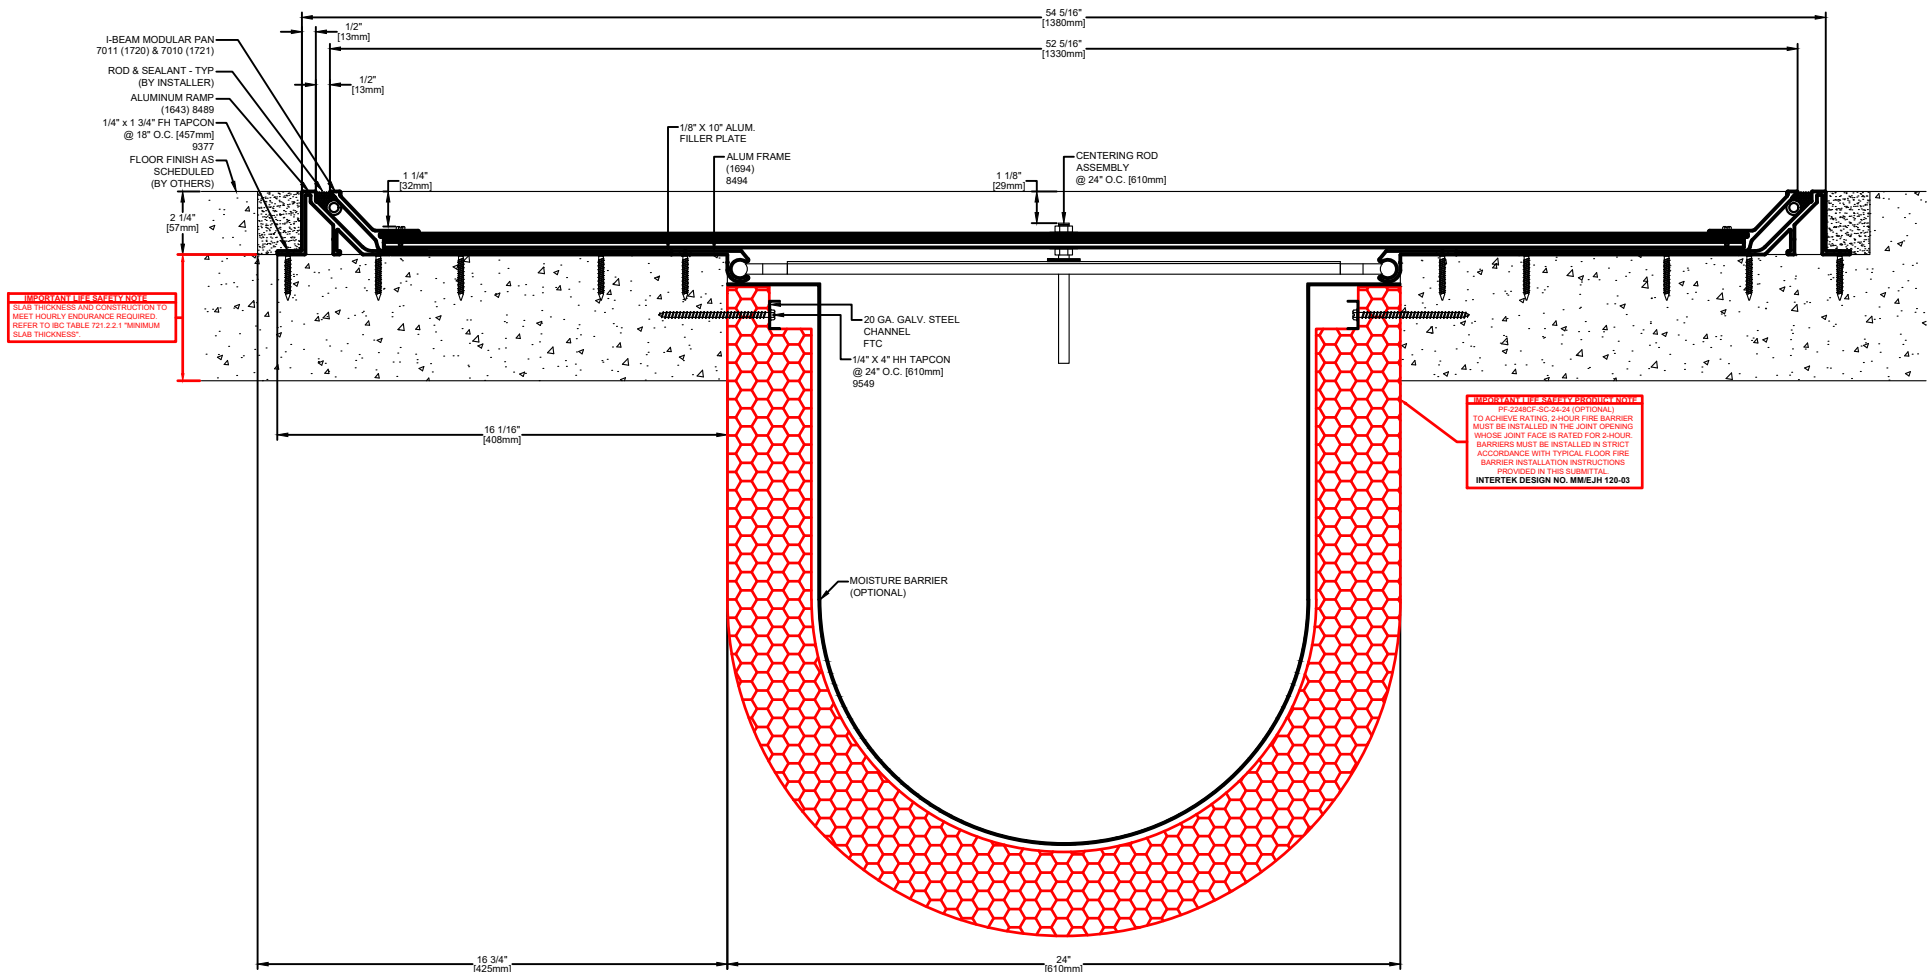 54 5/16"
[1380mm]
1/2"
[13mm]
52 5/16"
[1330mm]
I-BEAM MODULAR PAN
7011 (1720) & 7010 (1721)
ROD & SEALANT - TYP
(BY INSTALLER)
1/2"
[13mm]
ALUMINUM RAMP
(1643) 8489
1/4" x 1 3/4" FH TAPCON
@ 18" O.C. [457mm]
9377
FLOOR FINISH AS
SCHEDULED
(BY OTHERS)
1/8" X 10" ALUM.
FILLER PLATE
ALUM FRAME
(1694)
8494
CENTERING ROD
ASSEMBLY
@ 24" O.C. [610mm]
1 1/4"
[32mm]
1 1/8"
[29mm]
2 1/4"
[57mm]
IMPORTANT LIFE SAFETY NOTE
SLAB THICKNESS AND CONSTRUCTION TO
MEET HOURLY ENDURANCE REQUIRED.
REFER TO IBC TABLE 721.2.2.1 "MINIMUM
SLAB THICKNESS".
20 GA. GALV. STEEL
CHANNEL
FTC
1/4" X 4" HH TAPCON
@ 24" O.C. [610mm]
9549
IMPORTANT LIFE SAFETY PRODUCT NOTE
PF-2248CF-SC-24-24 (OPTIONAL)
TO ACHIEVE RATING, 2-HOUR FIRE BARRIER
MUST BE INSTALLED IN THE JOINT OPENING
WHOSE JOINT FACE IS RATED FOR 2-HOUR.
BARRIERS MUST BE INSTALLED IN STRICT
ACCORDANCE WITH TYPICAL FLOOR FIRE
BARRIER INSTALLATION INSTRUCTIONS
PROVIDED IN THIS SUBMITTAL.
INTERTEK DESIGN NO. MM/EJH 120-03
16 1/16"
[408mm]
MOISTURE BARRIER
(OPTIONAL)
16 3/4"
[425mm]
24"
[610mm]